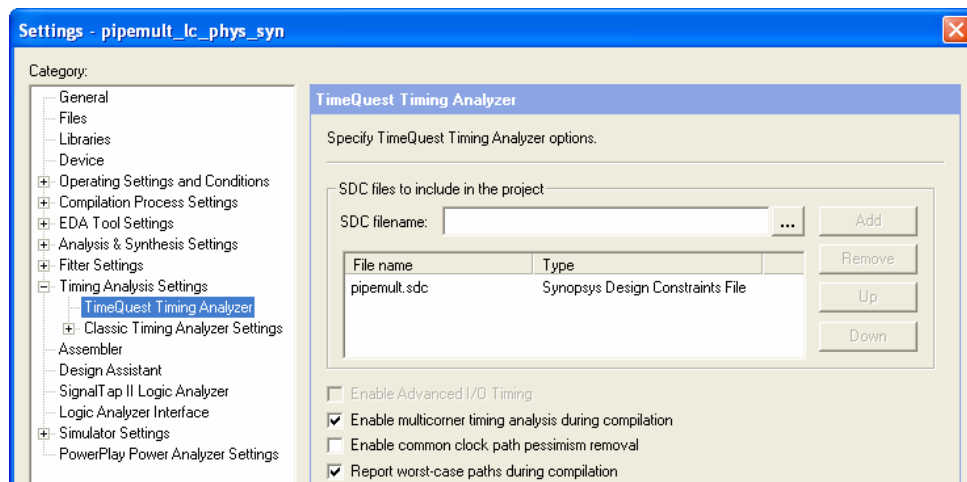 Settings - pipemult_lc_phys_syn
Category:
General
Files
Libraries
Device
Operating Settings and Conditions
Compilation Process Settings
EDA Tool Settings
Analysis & Synthesis Settings
Fitter Settings
Timing Analysis Settings
TimeQuest Timing Analyzer
Classic Timing Analyzer Settings
Assembler
Design Assistant
SignalTap II Logic Analyzer
Logic Analyzer Interface
Simulator Settings
PowerPlay Power Analyzer Settings
TimeQuest Timing Analyzer
Specify TimeQuest Timing Analyzer options.
SDC files to include in the project
SDC filename: ... Add
File name Type Remove
pipemult.sdc Synopsys Design Constraints File
Up
Down
Enable Advanced I/O Timing
Enable multicorner timing analysis during compilation
Enable common clock path pessimism removal
Report worst-case paths during compilation